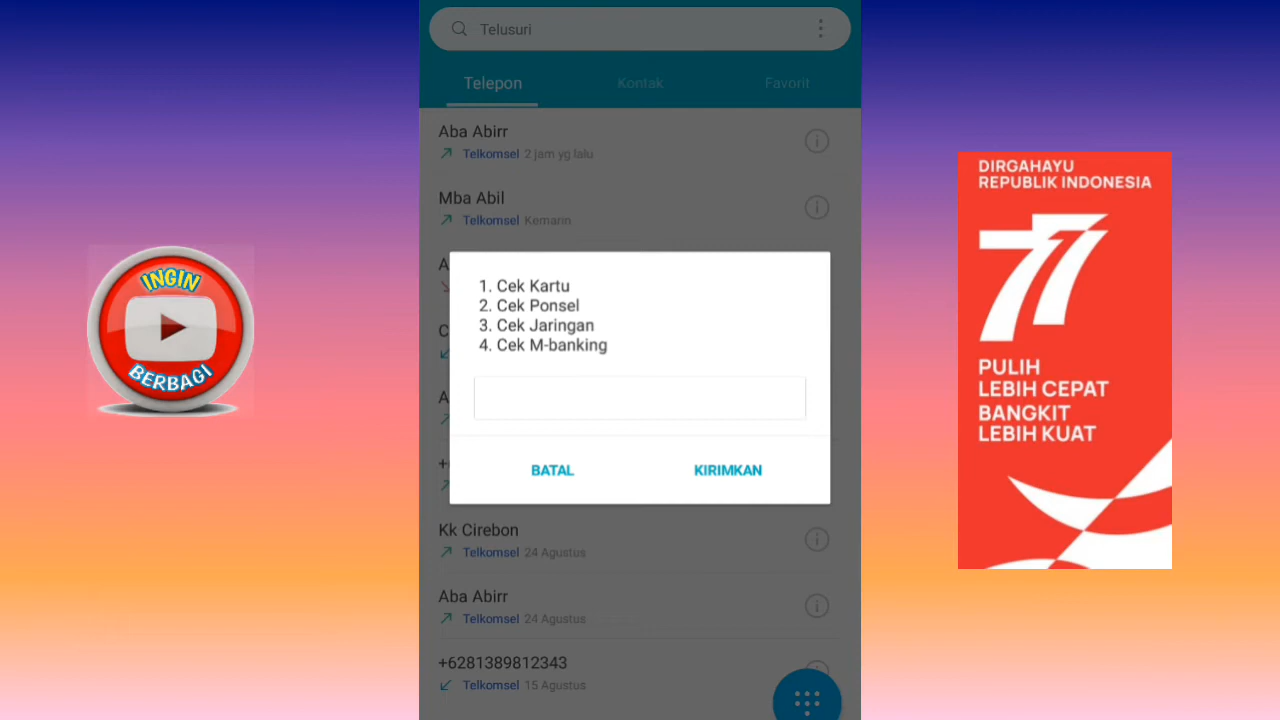 INGIN
BERBAGI
Telusuri
Telepon
Kontak
Favorit
Aba Abirr
Telkomsel 2 jam yg lalu
Mba Abil
Telkomsel Kemarin
A
C
A
1. Cek Kartu
2. Cek Ponsel
3. Cek Jaringan
4. Cek M-banking
BATAL
KIRIMKAN
Kk Cirebon
Telkomsel 24 Agustus
Aba Abirr
Telkomsel 24 Agustus
+6281389812343
Telkomsel 15 Agustus
DIRGAHAYU
REPUBLIK INDONESIA
77
PULIH
LEBIH CEPAT
BANGKIT
LEBIH KUAT